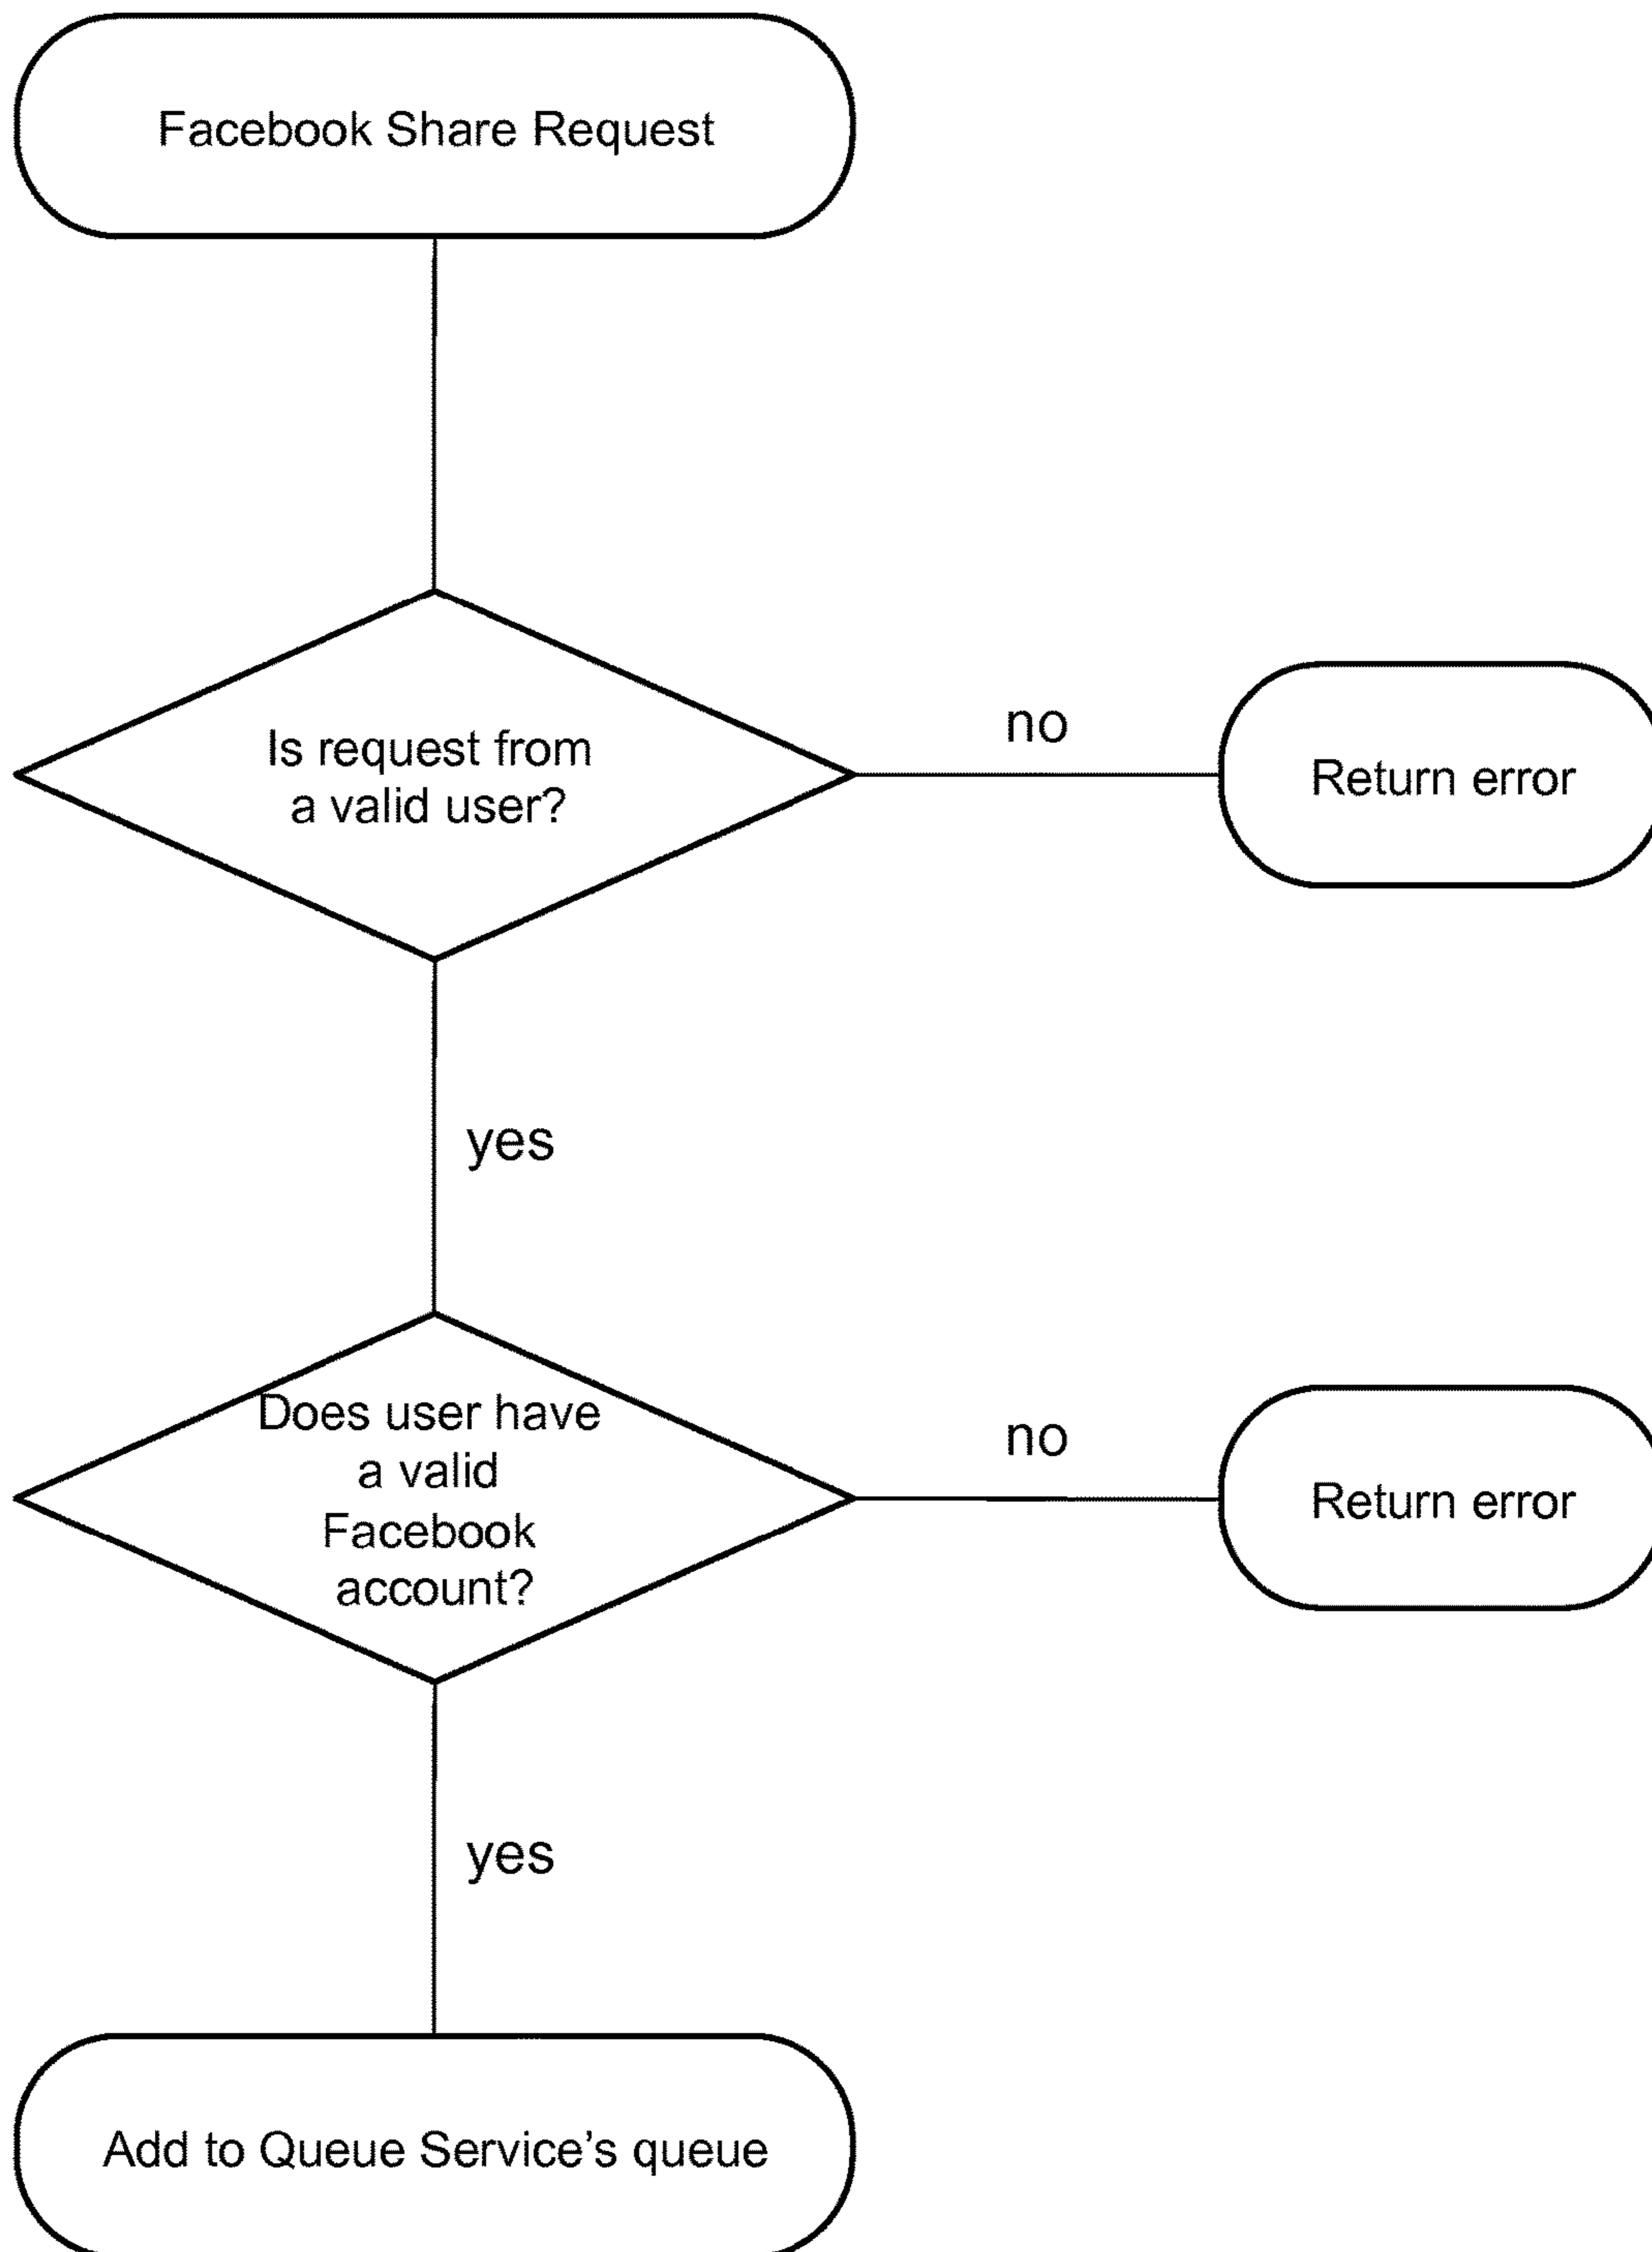 Facebook Share Request
Is request from
a valid user?
no
Return error
yes
Does user have
a valid
Facebook
account?
no
Return error
yes
Add to Queue Service’s queue